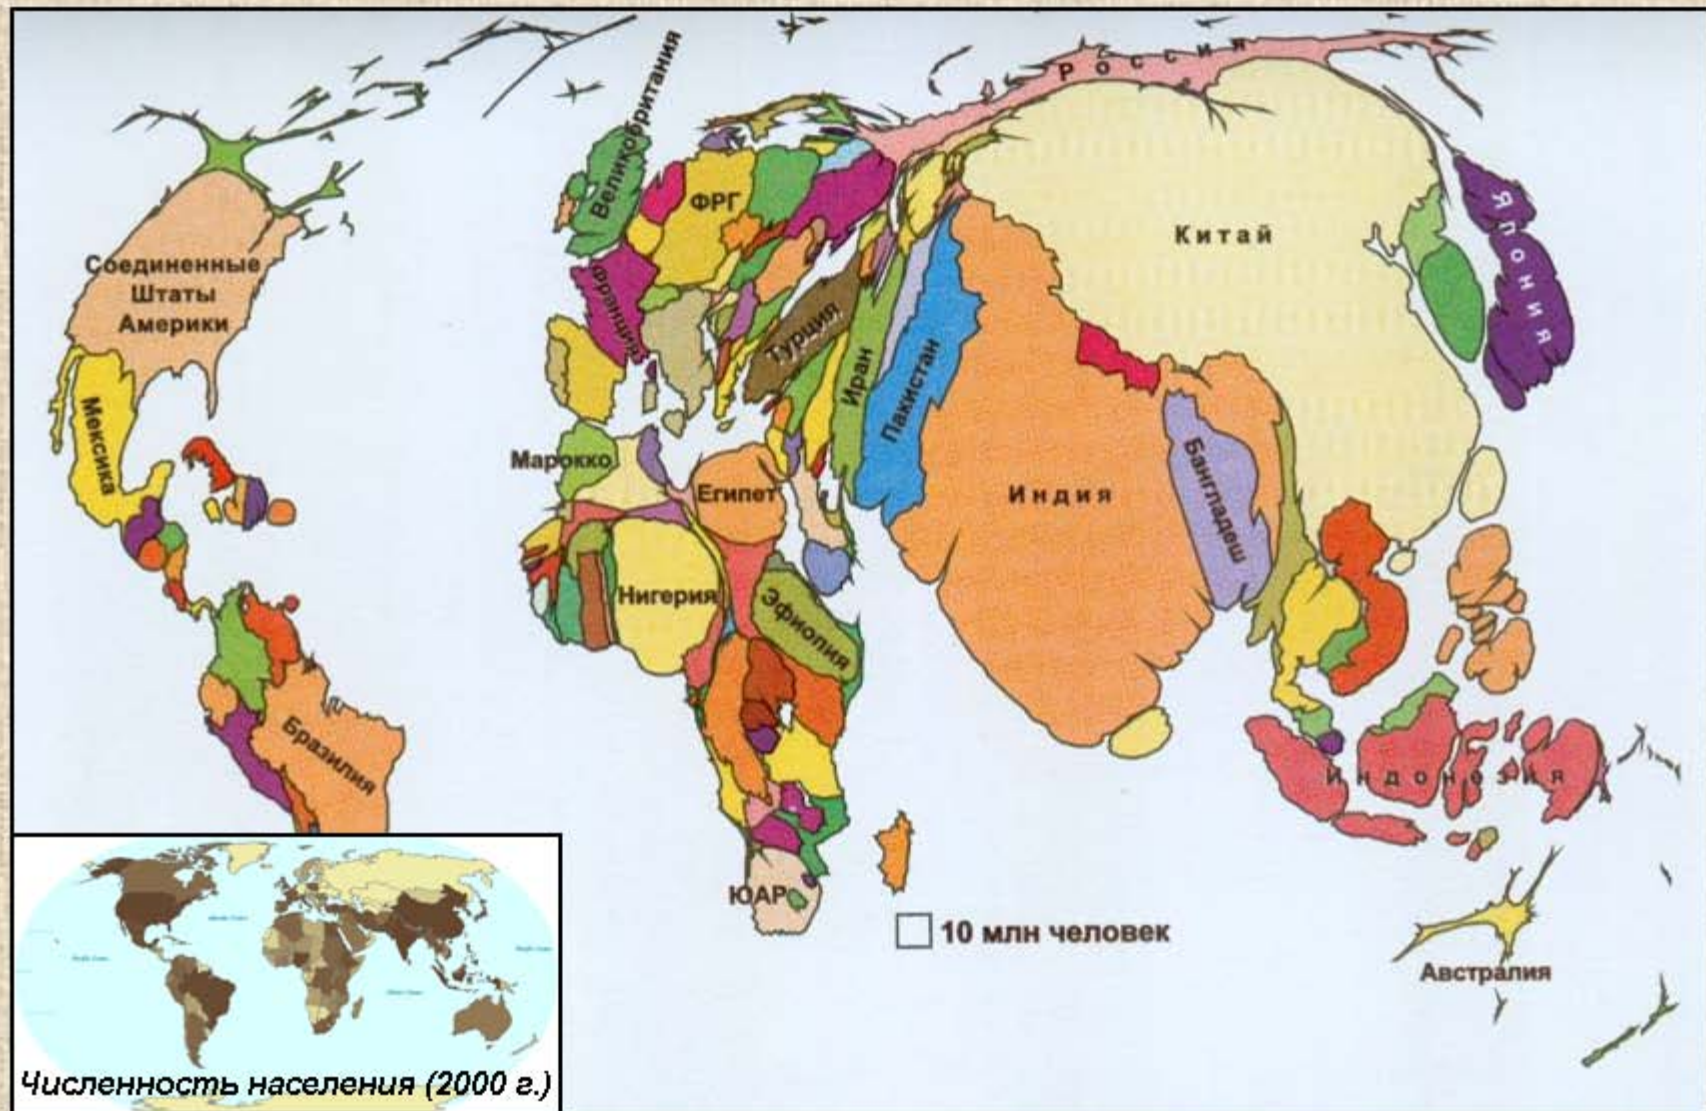 Россия
Великобритания
ФРГ
Китай
Япония
Соединенные
Штаты
Америки
Франция
Турция
Иран
Пакистан
Мексика
Марокко
Египет
Индия
Бангладеш
Нигерия
Эфиопия
Бразилия
Индонезия
ЮАР
10 млн человек
Австралия
Численность населения (2000 г.)